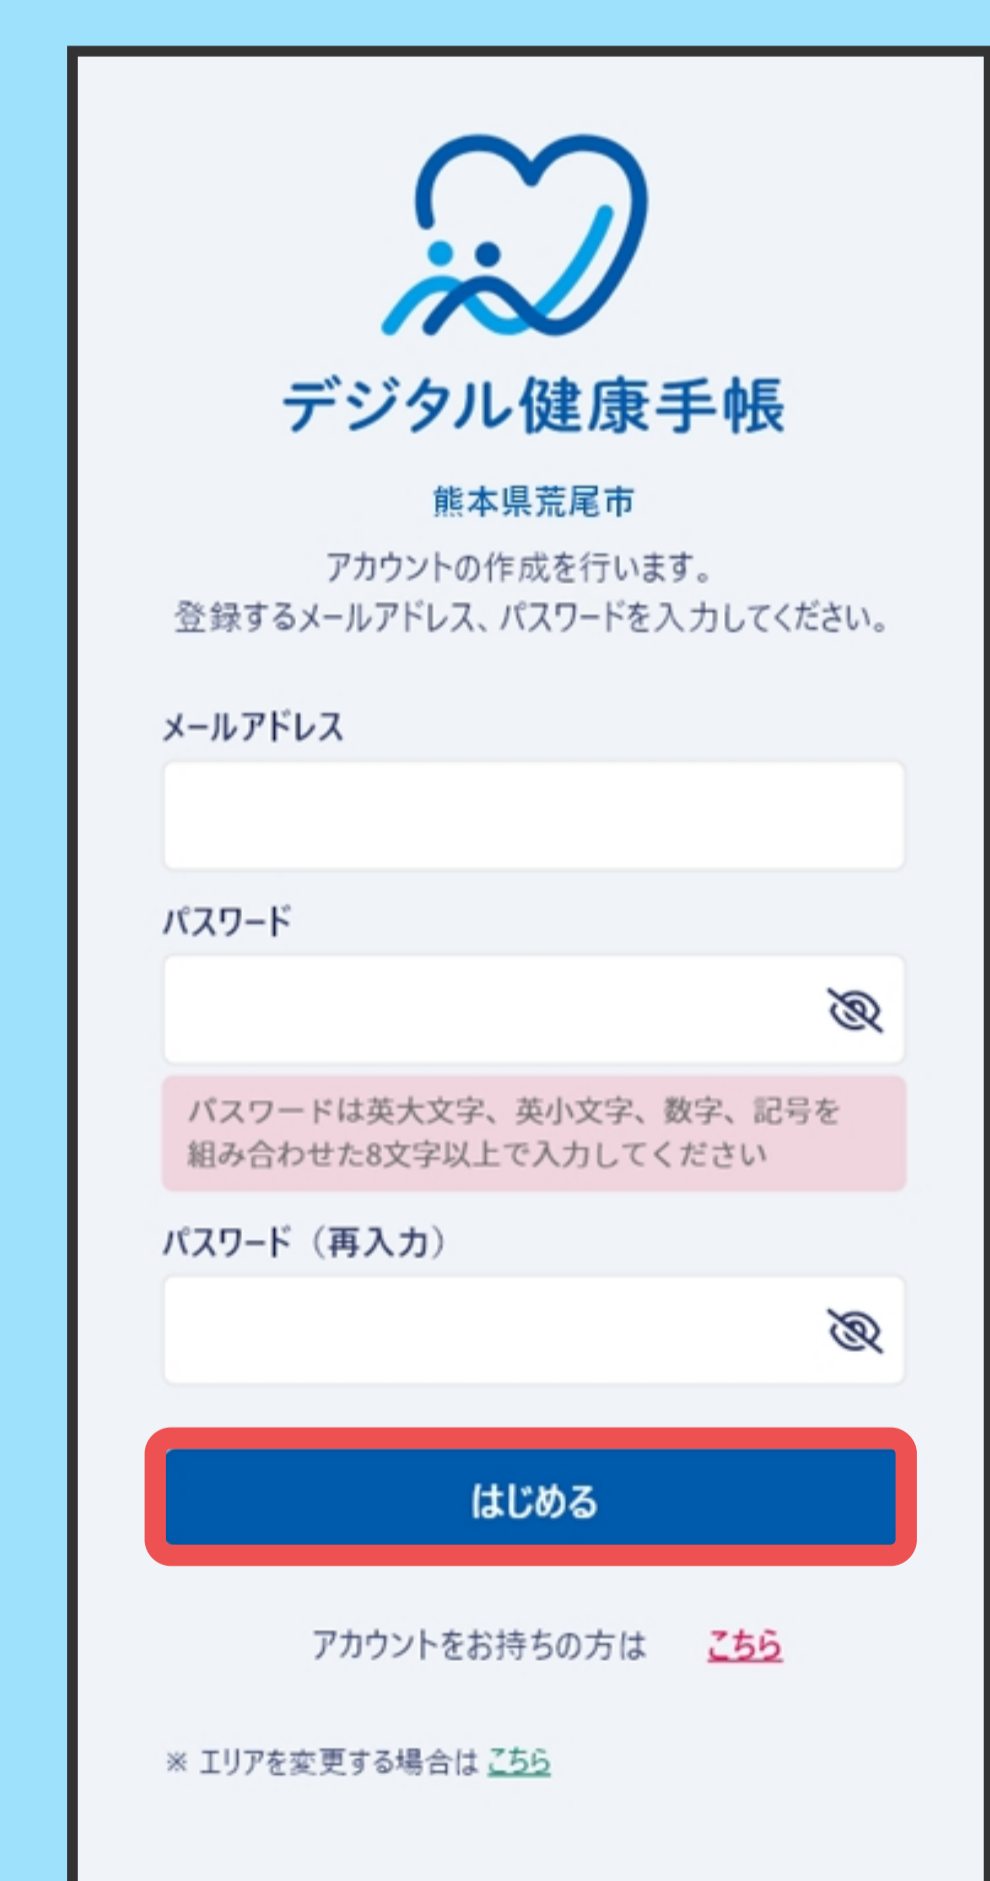 デジタル健康手帳
熊本県荒尾市
アカウントの作成を行います。
登録するメールアドレス、パスワードを入力してください。
メールアドレス
パスワード
パスワードは英大文字、英小文字、数字、記号を
組み合わせた8文字以上で入力してください
パスワード（再入力）
はじめる
アカウントをお持ちの方は こちら
※ エリアを変更する場合は こちら